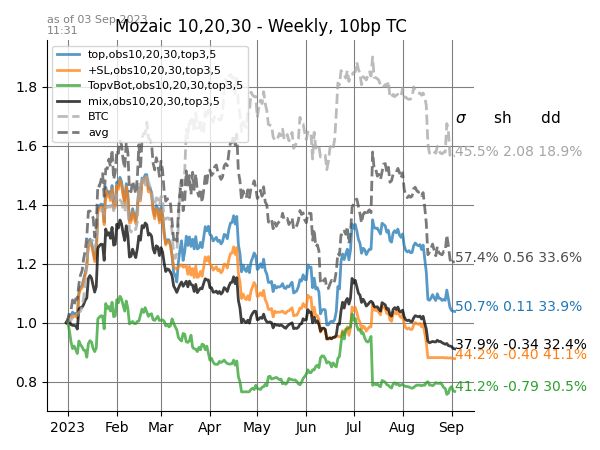 as of 03 Sep 2023
11:31
Mozaic 10,20,30 - Weekly, 10bp TC
top,obs10,20,30,top3,5
+SL,obs10,20,30,top3,5
TopvBot,obs10,20,30,top3,5
mix,obs10,20,30,top3,5
BTC
avg
σ sh dd
45.5% 2.08 18.9%
57.4% 0.56 33.6%
50.7% 0.11 33.9%
37.9% -0.34 32.4%
44.2% -0.40 41.1%
41.2% -0.79 30.5%
1.8
1.6
1.4
1.2
1.0
0.8
2023 Feb Mar Apr May Jun Jul Aug Sep